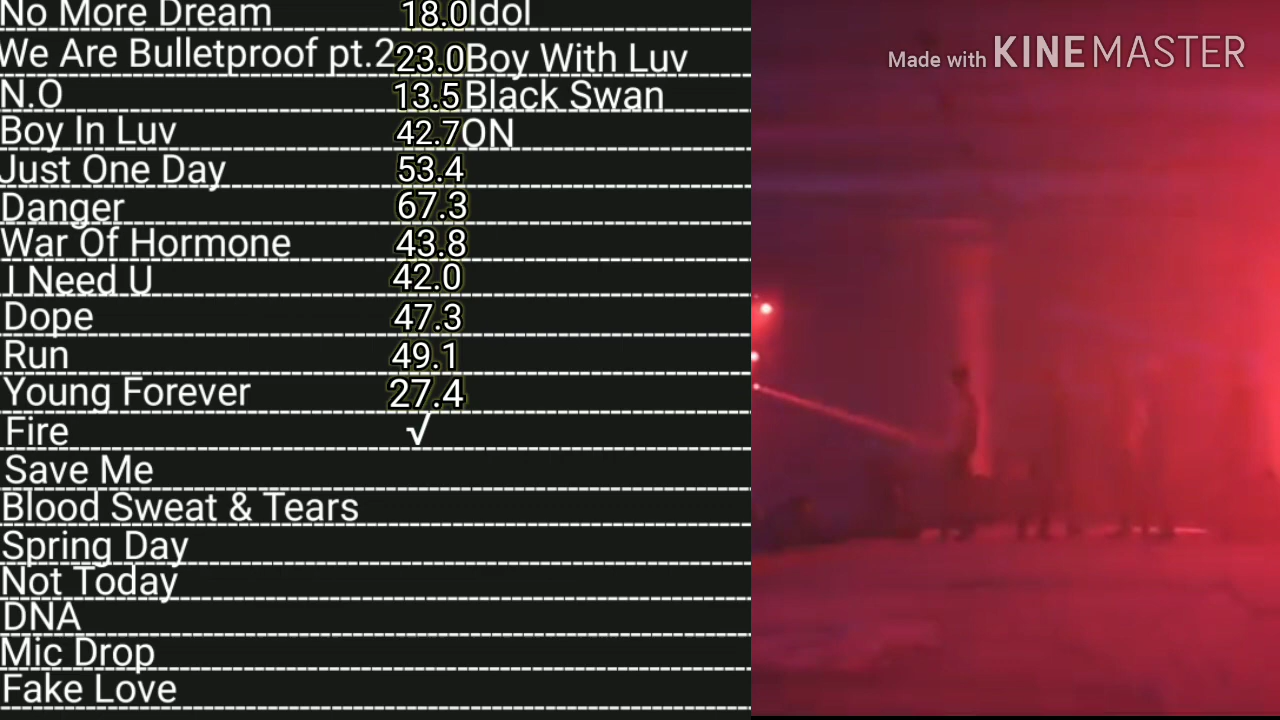 No More Dream 18.0 Idol
We Are Bulletproof pt.2 23.0 Boy With Luv
N.O 13.5 Black Swan
Boy In Luv 42.7 ON
Just One Day 53.4
Danger 67.3
War Of Hormone 43.8
I Need U 42.0
Dope 47.3
Run 49.1
Young Forever 27.4
Fire √
Save Me
Blood Sweat & Tears
Spring Day
Not Today
DNA
Mic Drop
Fake Love
Made with KINEMASTER